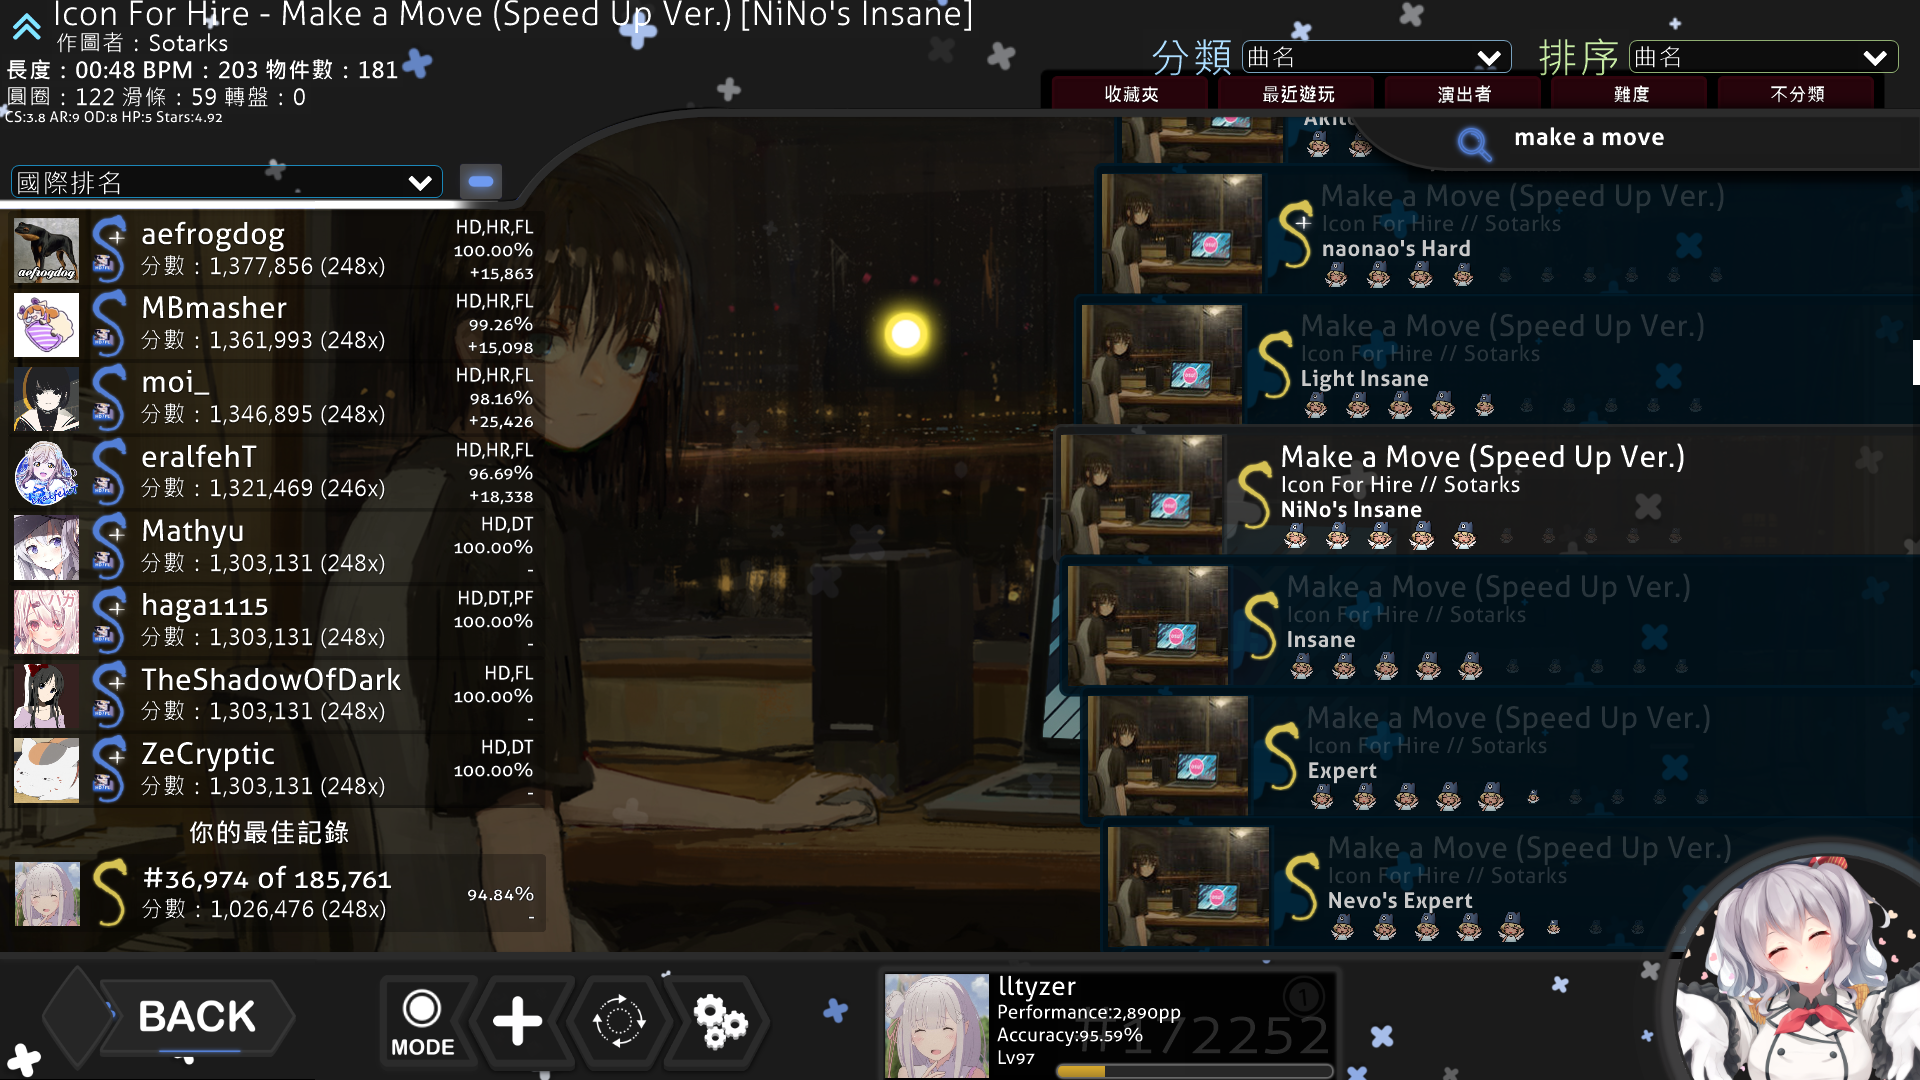 Icon For Hire - Make a Move (Speed Up Ver.) [NiNo's Insane]
作圖者 : Sotarks
長度 : 00:48 BPM : 203 物件數 : 181
圓圈 : 122 滑條 : 59 轉盤 : 0
CS:3.8 AR:9 OD:8 HP:5 Stars:4.92
分類
曲名
排序
曲名
收藏夾
最近遊玩
演出者
難度
不分類
make a move
國際排名
aefrogdog
分數 : 1,377,856 (248x)
HD,HR,FL
100.00%
+15,863
aefrogdog
MBmasher
分數 : 1,361,993 (248x)
HD,HR,FL
99.26%
+15,098
moi_
分數 : 1,346,895 (248x)
HD,HR,FL
98.16%
+25,426
eralfehT
分數 : 1,321,469 (246x)
HD,HR,FL
96.69%
+18,338
Mathyu
分數 : 1,303,131 (248x)
HD,DT
100.00%
-
haga1115
分數 : 1,303,131 (248x)
HD,DT,PF
100.00%
-
TheShadowOfDark
分數 : 1,303,131 (248x)
HD,FL
100.00%
-
ZeCryptic
分數 : 1,303,131 (248x)
HD,DT
100.00%
-
你的最佳記錄
#36,974 of 185,761
分數 : 1,026,476 (248x)
94.84%
-
Make a Move (Speed Up Ver.)
Icon For Hire // Sotarks
naonao's Hard
Make a Move (Speed Up Ver.)
Icon For Hire // Sotarks
Light Insane
Make a Move (Speed Up Ver.)
Icon For Hire // Sotarks
NiNo's Insane
Make a Move (Speed Up Ver.)
Icon For Hire // Sotarks
Insane
Make a Move (Speed Up Ver.)
Icon For Hire // Sotarks
Expert
Make a Move (Speed Up Ver.)
Icon For Hire // Sotarks
Nevo's Expert
BACK
MODE
lltyzer
Performance:2,890pp
Accuracy:95.59%
Lv97
#172252
1